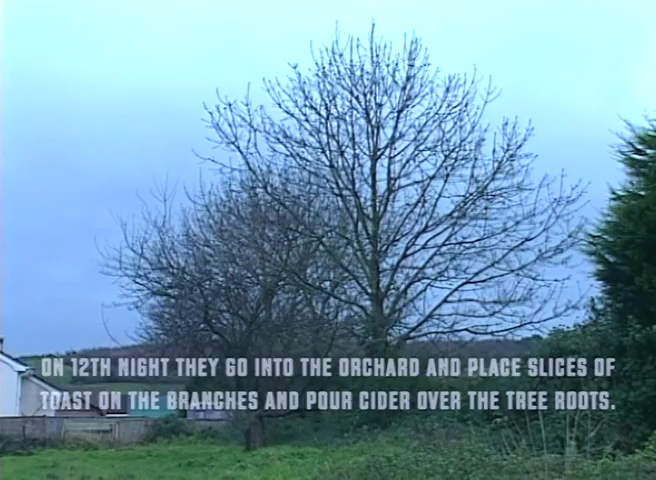 ON 12TH NIGHT THEY GO INTO THE ORCHARD AND PLACE SLICES OF
TOAST ON THE BRANCHES AND POUR CIDER OVER THE TREE ROOTS.